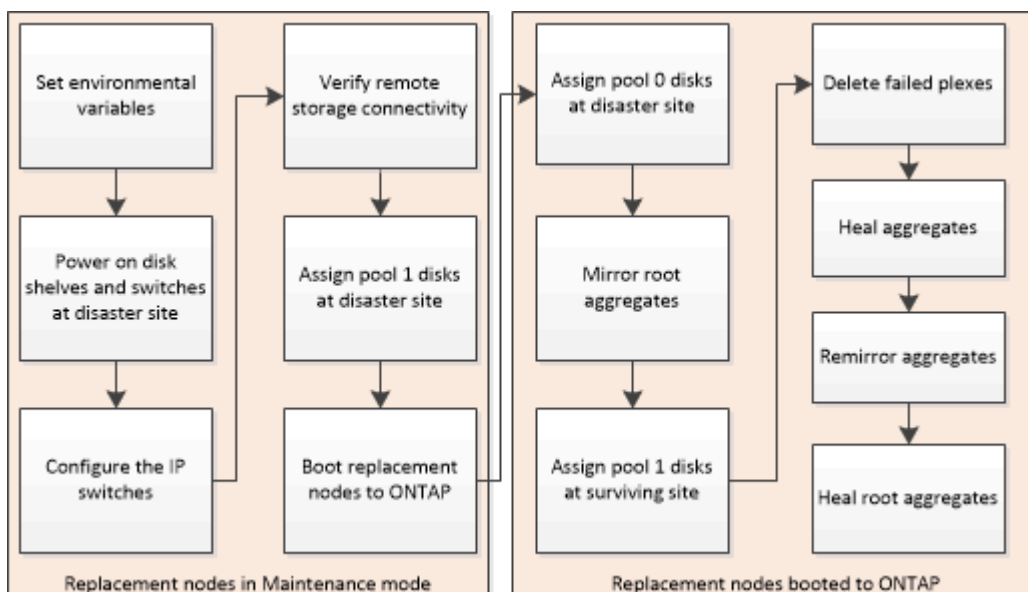 Set environmental
variables
Power on disk
shelves and switches
at disaster site
Configure the IP
switches
Verify remote
storage connectivity
Assign pool 1 disks
at disaster site
Boot replacement
nodes to ONTAP
Replacement nodes in Maintenance mode
Assign pool 0 disks
at disaster site
Mirror root
aggregates
Assign pool 1 disks
at surviving site
Delete failed plexes
Heal aggregates
Remirror aggregates
Heal root aggregates
Replacement nodes booted to ONTAP